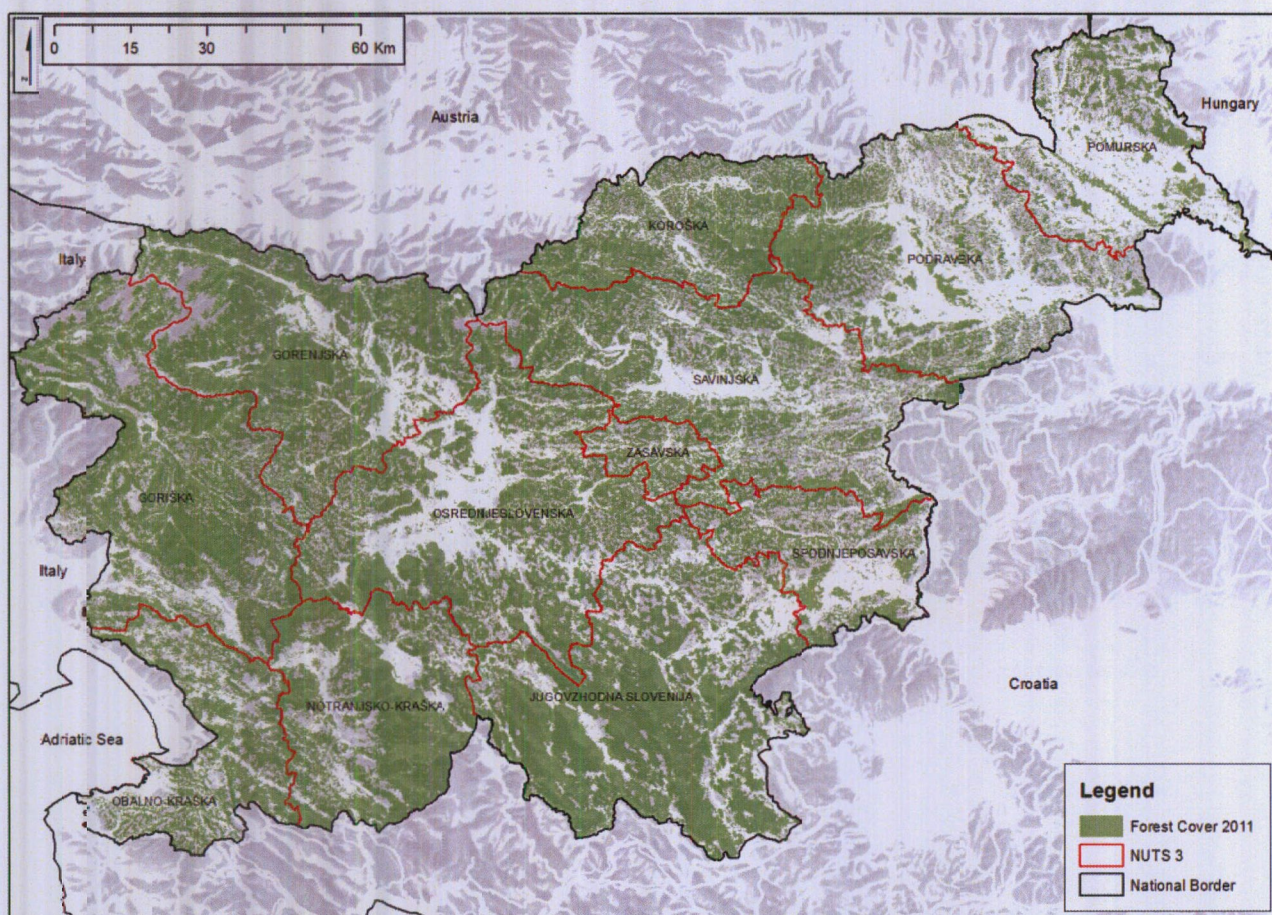 0 15 30 60 Km
N
Austria
Hungary
POMURSKA
KOROŠKA
PODRAVSKA
Italy
GORENJSKA
SAVINJSKA
ZASAVSKA
GORIŠKA
OSREDNJESLOVENSKA
SPODNJEPOSAVSKA
Italy
JUGOVZHODNA SLOVENIJA
NOTRANJSKO-KRAŠKA
Croatia
Adriatic Sea
OBALNO-KRAŠKA
Legend
Forest Cover 2011
NUTS 3
National Border